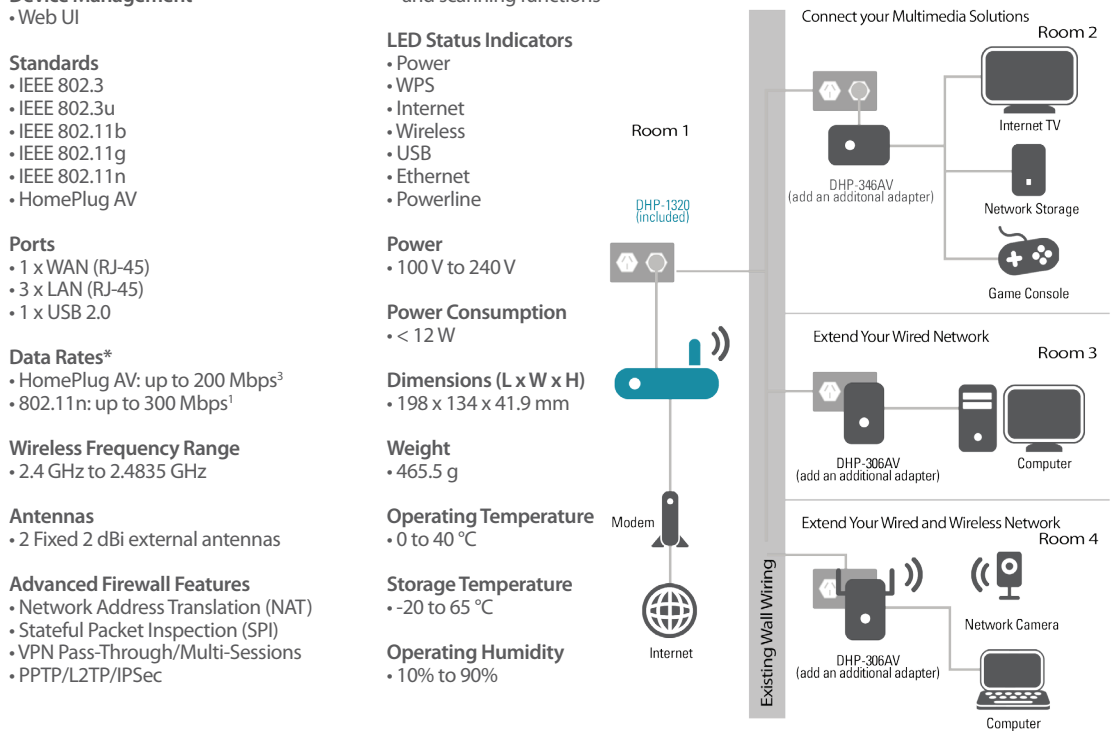 Device Management
• Web UI
Standards
• IEEE 802.3
• IEEE 802.3u
• IEEE 802.11b
• IEEE 802.11g
• IEEE 802.11n
• HomePlug AV
Ports
• 1 x WAN (RJ-45)
• 3 x LAN (RJ-45)
• 1 x USB 2.0
Data Rates*
• HomePlug AV: up to 200 Mbps³
• 802.11n: up to 300 Mbps¹
Wireless Frequency Range
• 2.4 GHz to 2.4835 GHz
Antennas
• 2 Fixed 2 dBi external antennas
Advanced Firewall Features
• Network Address Translation (NAT)
• Stateful Packet Inspection (SPI)
• VPN Pass-Through/Multi-Sessions
• PPTP/L2TP/IPSec
and scanning functions
LED Status Indicators
• Power
• WPS
• Internet
• Wireless
• USB
• Ethernet
• Powerline
Power
• 100 V to 240 V
Power Consumption
• < 12 W
Dimensions (L x W x H)
• 198 x 134 x 41.9 mm
Weight
• 465.5 g
Operating Temperature
• 0 to 40 °C
Storage Temperature
• -20 to 65 °C
Operating Humidity
• 10% to 90%
Room 1
DHP-1320
(included)
Modem
Internet
Existing Wall Wiring
Connect your Multimedia Solutions
Room 2
Internet TV
DHP-346AV
(add an additonal adapter)
Network Storage
Game Console
Extend Your Wired Network
Room 3
DHP-306AV
(add an additional adapter)
Computer
Extend Your Wired and Wireless Network
Room 4
Network Camera
DHP-306AV
(add an additional adapter)
Computer